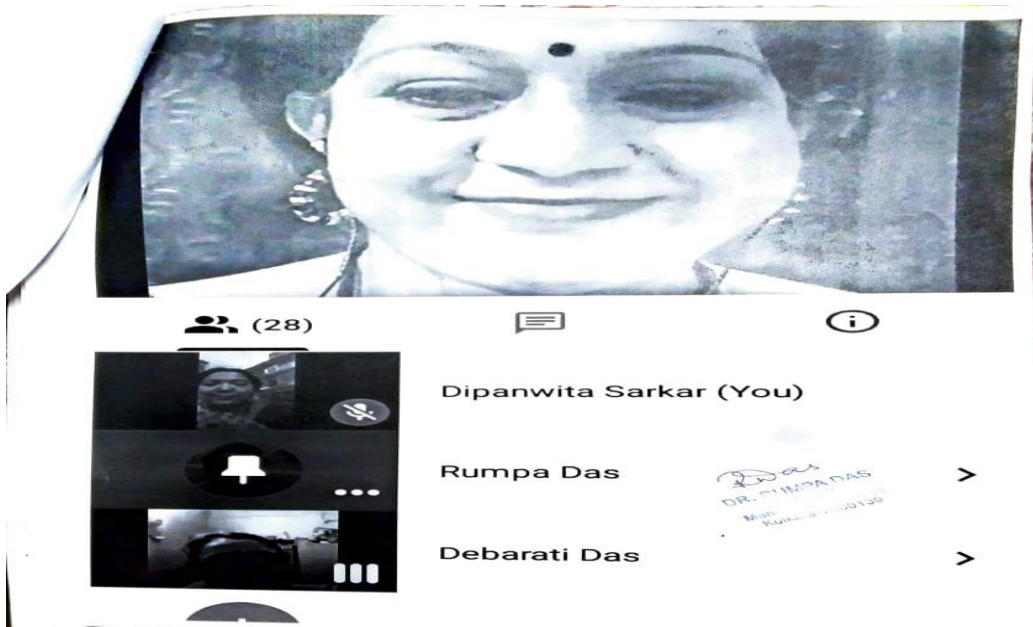 (28)
Dipanwita Sarkar (You)
Rumpa Das
DR. RUMPA DAS
Debarati Das